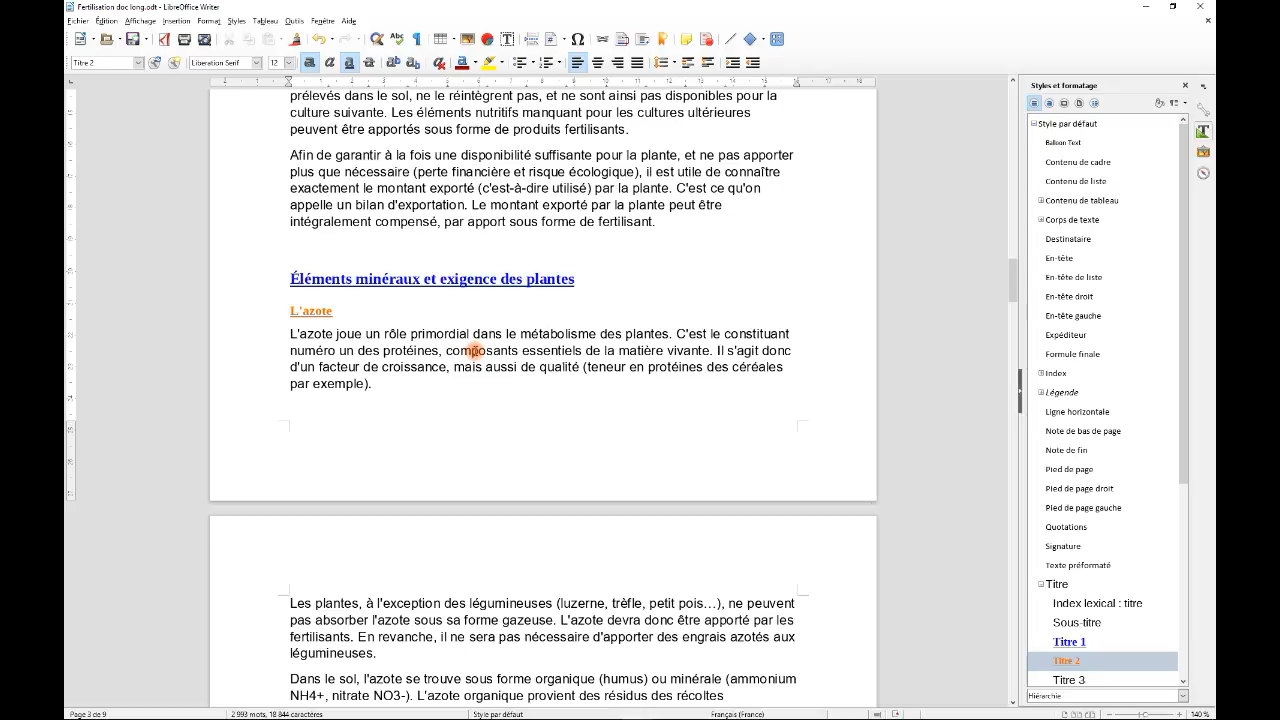 Fertilisation doc long.odt - LibreOffice Writer
Fichier Édition Affichage Insertion Format Styles Tableau Outils Fenêtre Aide
Titre 2 Liberation Serif 12
prélevés dans le sol, ne le réintègrent pas, et ne sont ainsi pas disponibles pour la
culture suivante. Les éléments nutritifs manquant pour les cultures ultérieures
peuvent être apportés sous forme de produits fertilisants.
Afin de garantir à la fois une disponibilité suffisante pour la plante, et ne pas apporter
plus que nécessaire (perte financière et risque écologique), il est utile de connaître
exactement le montant exporté (c'est-à-dire utilisé) par la plante. C'est ce qu'on
appelle un bilan d'exportation. Le montant exporté par la plante peut être
intégralement compensé, par apport sous forme de fertilisant.
Éléments minéraux et exigence des plantes
L'azote
L'azote joue un rôle primordial dans le métabolisme des plantes. C'est le constituant
numéro un des protéines, composants essentiels de la matière vivante. Il s'agit donc
d'un facteur de croissance, mais aussi de qualité (teneur en protéines des céréales
par exemple).
Les plantes, à l'exception des légumineuses (luzerne, trèfle, petit pois…), ne peuvent
pas absorber l'azote sous sa forme gazeuse. L'azote devra donc être apporté par les
fertilisants. En revanche, il ne sera pas nécessaire d'apporter des engrais azotés aux
légumineuses.
Dans le sol, l'azote se trouve sous forme organique (humus) ou minérale (ammonium
NH4+, nitrate NO3-). L'azote organique provient des résidus des récoltes
Styles et formatage
Style par défaut
Balloon Text
Contenu de cadre
Contenu de liste
Contenu de tableau
Corps de texte
Destinataire
En-tête
En-tête de liste
En-tête droit
En-tête gauche
Expéditeur
Formule finale
Index
Légende
Ligne horizontale
Note de bas de page
Note de fin
Pied de page
Pied de page droit
Pied de page gauche
Quotations
Signature
Texte préformaté
Titre
Index lexical : titre
Sous-titre
Titre 1
Titre 2
Titre 3
Hiérarchie
Page 3 de 9 2 993 mots, 18 844 caractères Style par défaut Français (France) 140 %